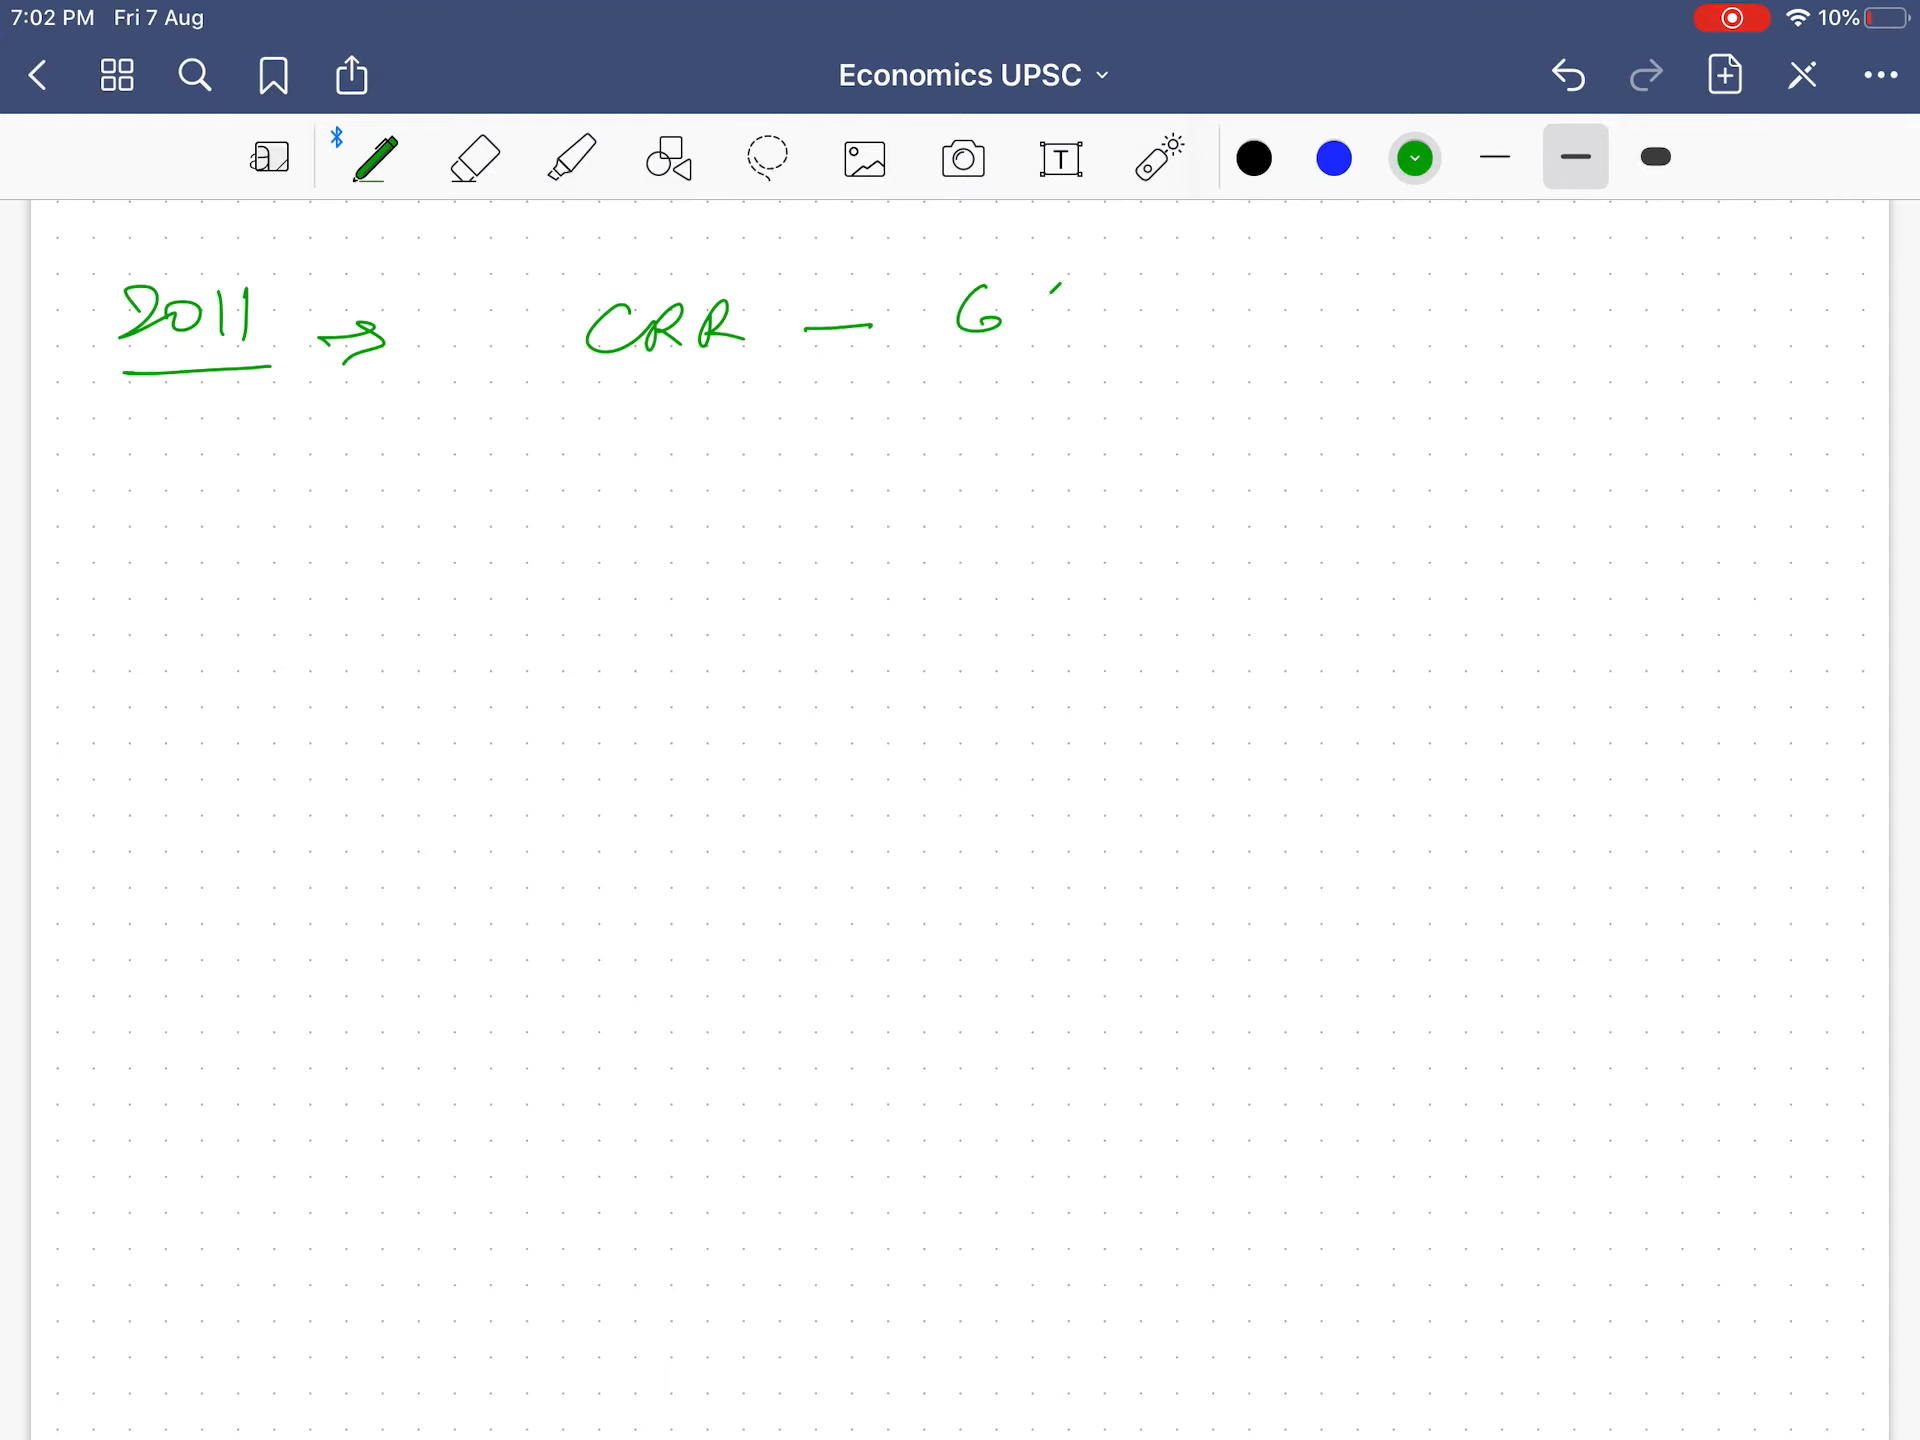 7:02 PM Fri 7 Aug 10%
Economics UPSC
2011 → CRR — 6